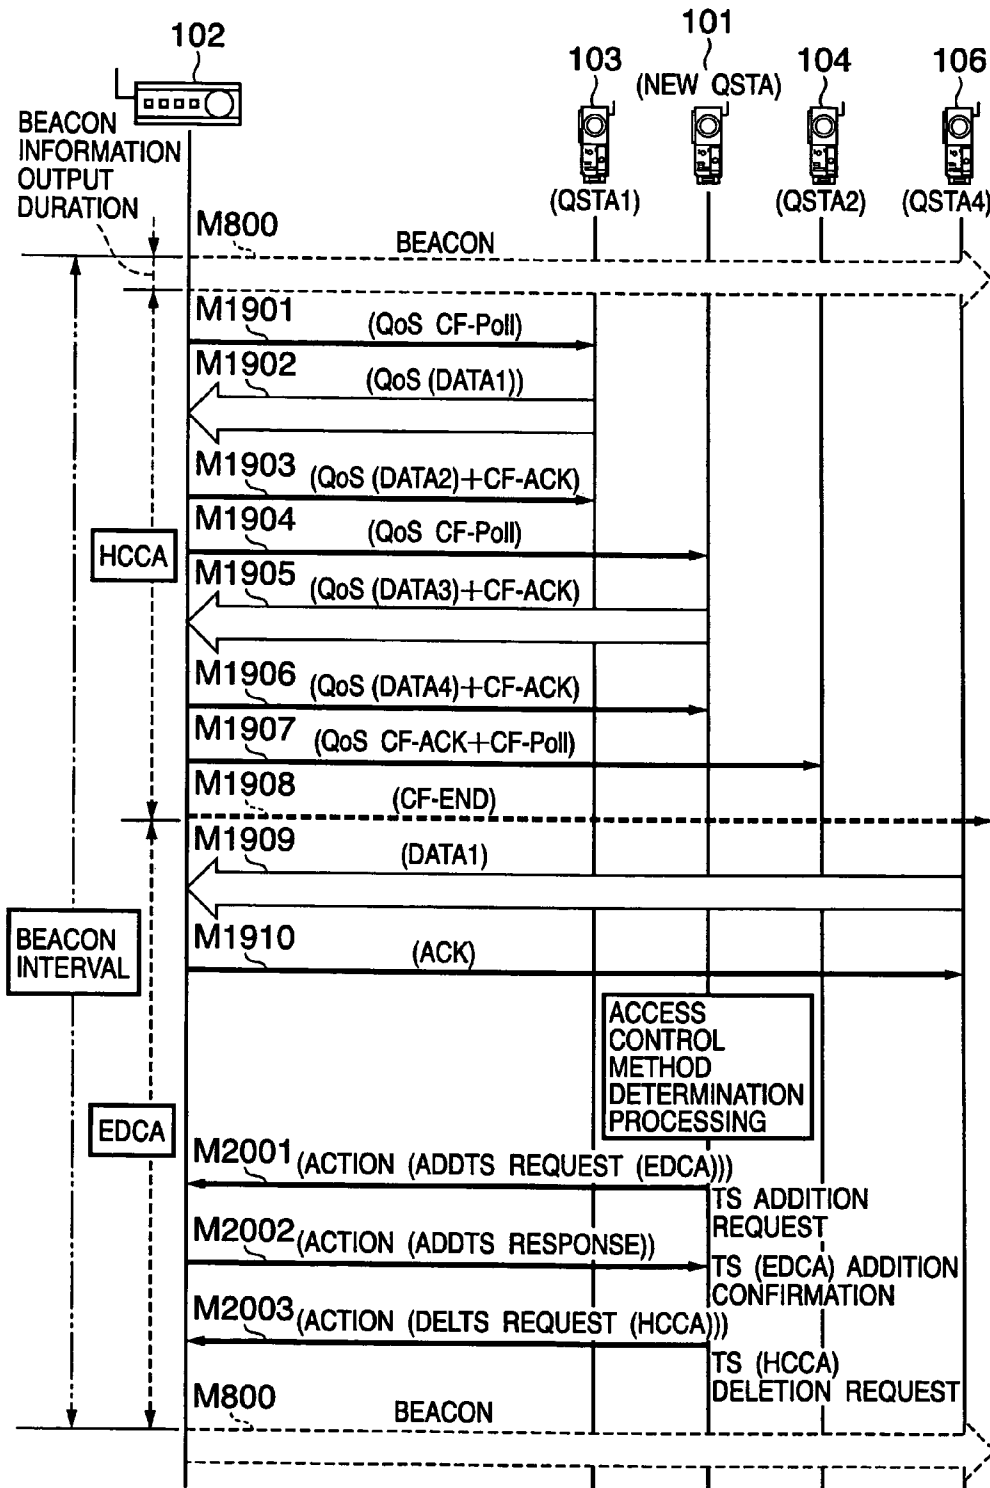 102
103
101
(NEW QSTA)
104
106
BEACON
INFORMATION
OUTPUT
DURATION
(QSTA1)
(QSTA2)
(QSTA4)
M800
BEACON
M1901
(QoS CF-Poll)
M1902
(QoS (DATA1))
M1903
(QoS (DATA2)+CF-ACK)
M1904
(QoS CF-Poll)
HCCA
M1905
(QoS (DATA3)+CF-ACK)
M1906
(QoS (DATA4)+CF-ACK)
M1907
(QoS CF-ACK+CF-Poll)
M1908
(CF-END)
M1909
(DATA1)
BEACON
INTERVAL
M1910
(ACK)
ACCESS
CONTROL
METHOD
DETERMINATION
PROCESSING
EDCA
M2001
(ACTION (ADDTS REQUEST (EDCA)))
TS ADDITION
REQUEST
M2002
(ACTION (ADDTS RESPONSE))
TS (EDCA) ADDITION
CONFIRMATION
M2003
(ACTION (DELTS REQUEST (HCCA)))
TS (HCCA)
DELETION REQUEST
M800
BEACON